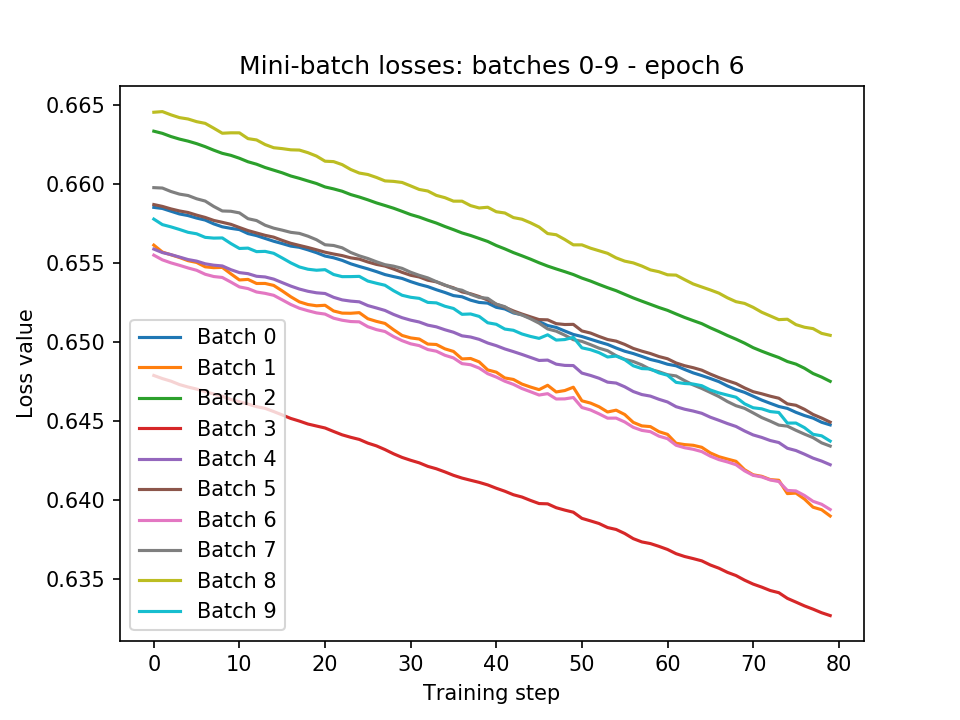 Mini-batch losses: batches 0-9 - epoch 6
0.665
0.660
0.655
0.650
0.645
0.640
0.635
Loss value
Batch 0
Batch 1
Batch 2
Batch 3
Batch 4
Batch 5
Batch 6
Batch 7
Batch 8
Batch 9
0 10 20 30 40 50 60 70 80
Training step